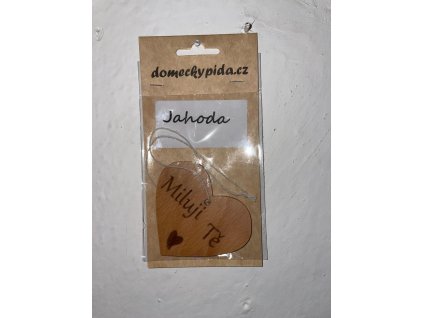 domeckypida.cz
Jahoda
Miluji
Tě